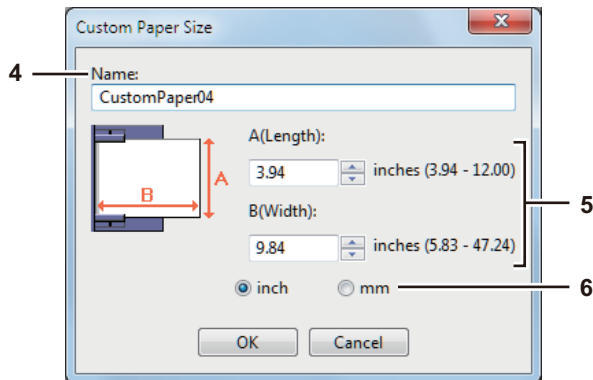 Custom Paper Size
4
Name:
CustomPaper04
A(Length):
3.94 inches (3.94 - 12.00)
A
B
5
B(Width):
9.84 inches (5.83 - 47.24)
inch mm
6
OK Cancel